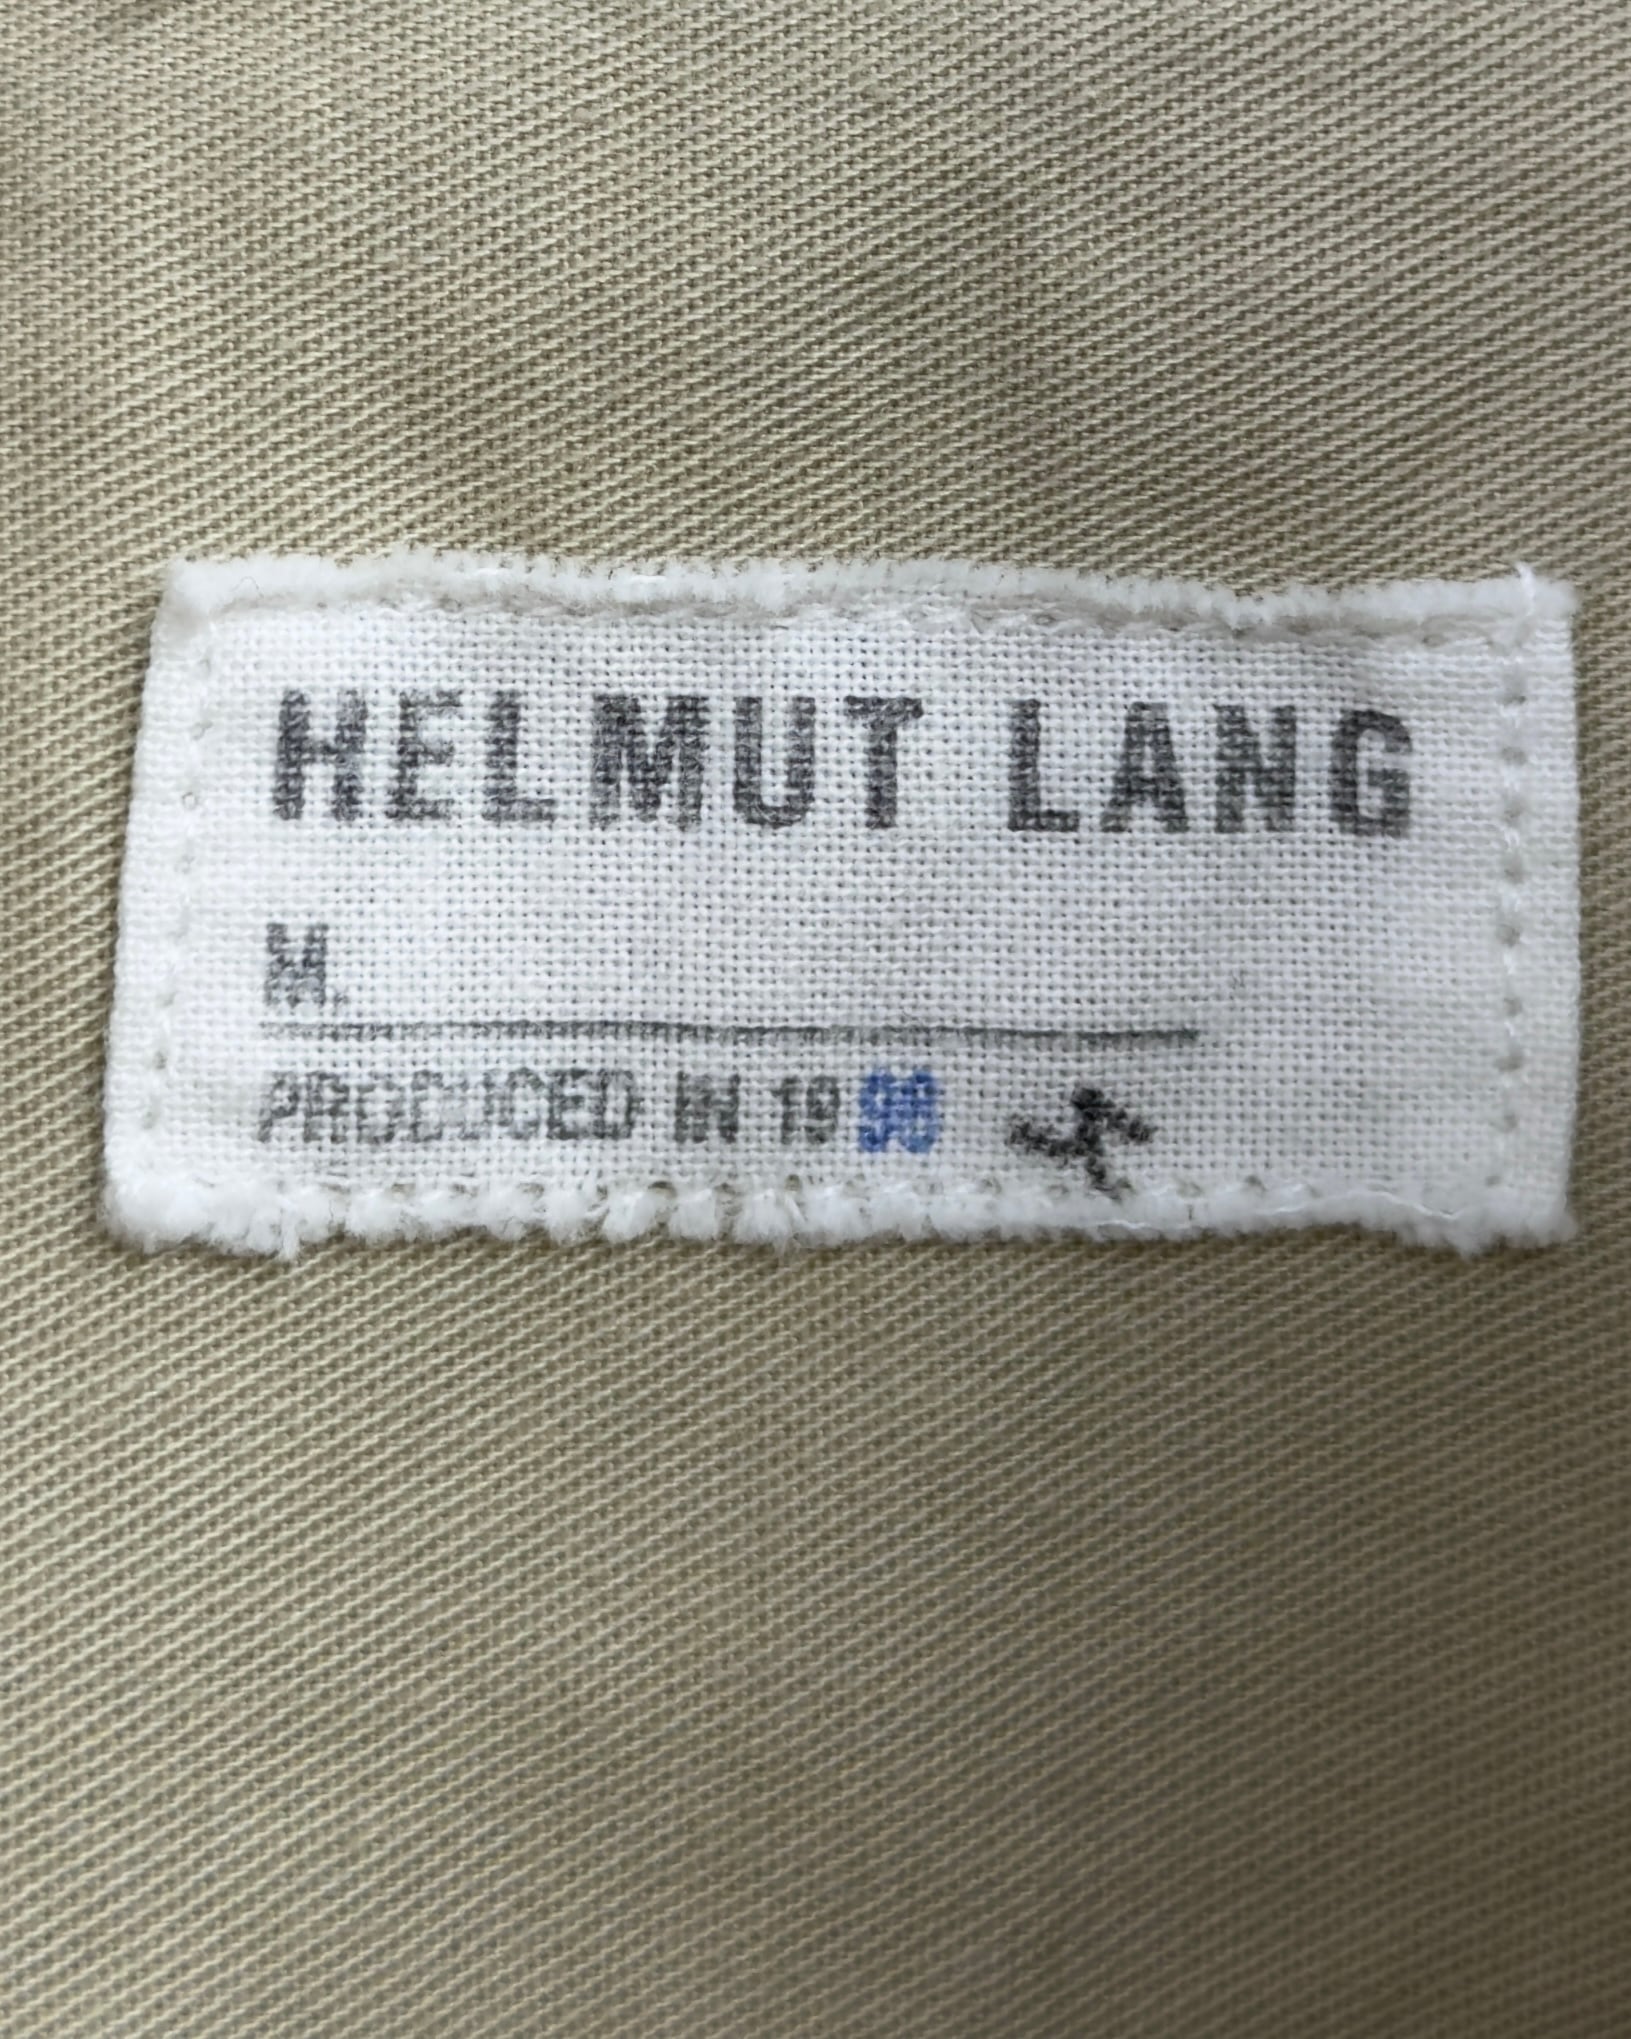 HELMUT LANG
M.
PRODUCED IN 1998